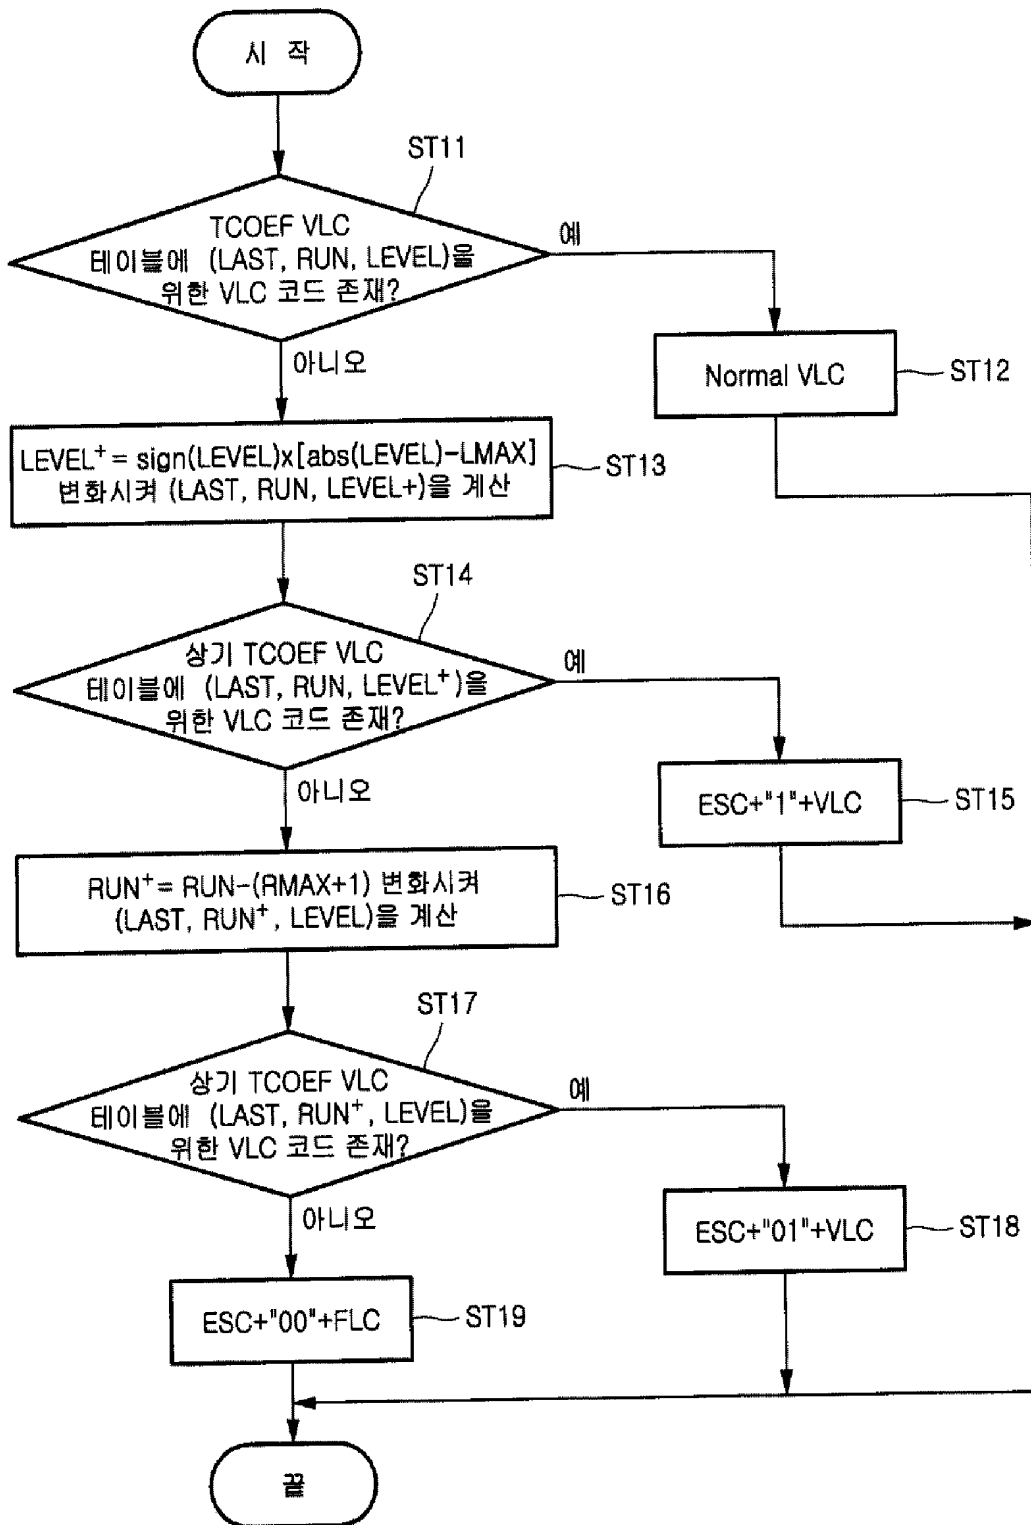 시 작
ST11
TCOEF VLC
테이블에 (LAST, RUN, LEVEL)을
위한 VLC 코드 존재?
예
아니오
Normal VLC
ST12
LEVEL+ = sign(LEVEL)x[abs(LEVEL)-LMAX]
변화시켜 (LAST, RUN, LEVEL+)을 계산
ST13
ST14
상기 TCOEF VLC
테이블에 (LAST, RUN, LEVEL+)을
위한 VLC 코드 존재?
예
아니오
ESC+"1"+VLC
ST15
RUN+ = RUN-(RMAX+1) 변화시켜
(LAST, RUN+, LEVEL)을 계산
ST16
ST17
상기 TCOEF VLC
테이블에 (LAST, RUN+, LEVEL)을
위한 VLC 코드 존재?
예
아니오
ESC+"01"+VLC
ST18
ESC+"00"+FLC
ST19
끝